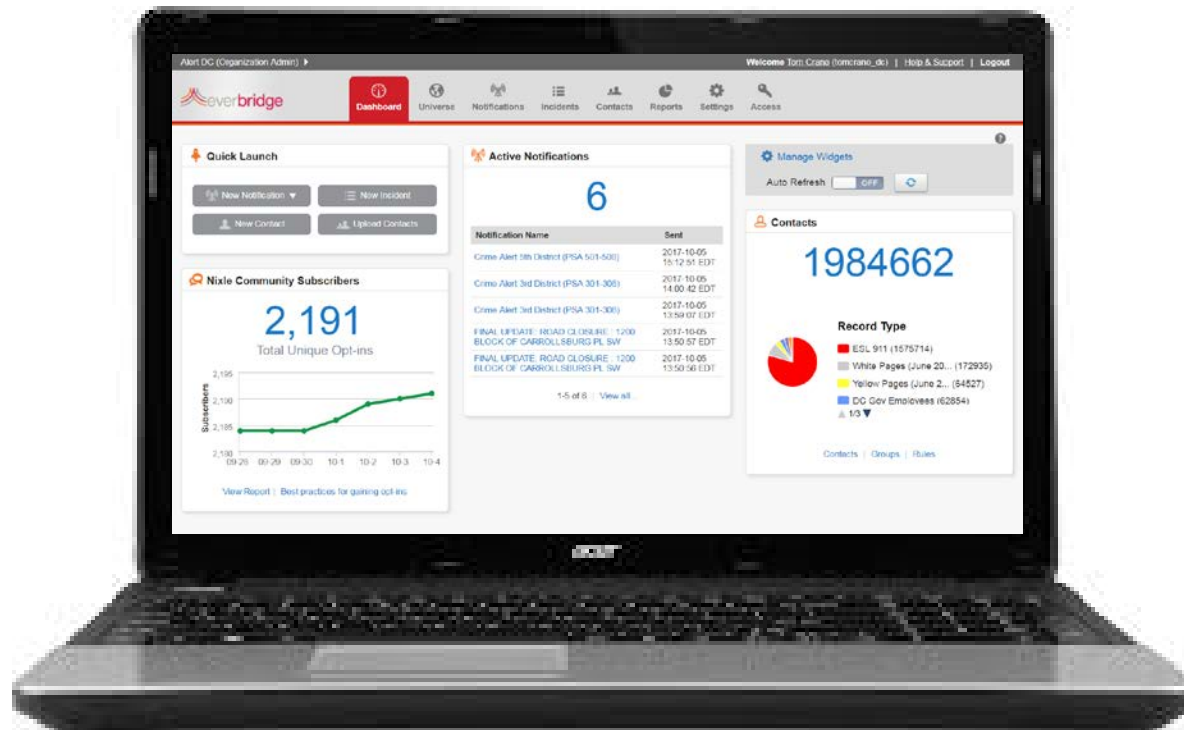 Alert DC (Organization Admin)
Welcome Tom Crane (tomcrane_dc) | Help & Support | Logout
everbridge
Dashboard
Universe
Notifications
Incidents
Contacts
Reports
Settings
Access
Quick Launch
New Notification
New Incident
New Contact
Upload Contacts
Nixle Community Subscribers
2,191
Total Unique Opt-ins
Subscribers
2,195
2,190
2,185
2,180
09-28 09-29 09-30 10-1 10-2 10-3 10-4
View Report | Best practices for gaining opt-ins
Active Notifications
6
Notification Name Sent
Crime Alert 5th District (PSA 501-508) 2017-10-05
15:12:51 EDT
Crime Alert 3rd District (PSA 301-308) 2017-10-05
14:00:42 EDT
Crime Alert 3rd District (PSA 301-308) 2017-10-05
13:59:07 EDT
FINAL UPDATE: ROAD CLOSURE : 1200 2017-10-05
BLOCK OF CARROLLSBURG PL SW 13:50:57 EDT
FINAL UPDATE: ROAD CLOSURE : 1200 2017-10-05
BLOCK OF CARROLLSBURG PL SW 13:50:56 EDT
1-5 of 6 | View all...
Manage Widgets
Auto Refresh OFF
Contacts
1984662
Record Type
ESL 911 (1675714)
White Pages (June 20... (172935)
Yellow Pages (June 2... (64527)
DC Gov Employees (62854)
1/3
Contacts | Groups | Rules
acer